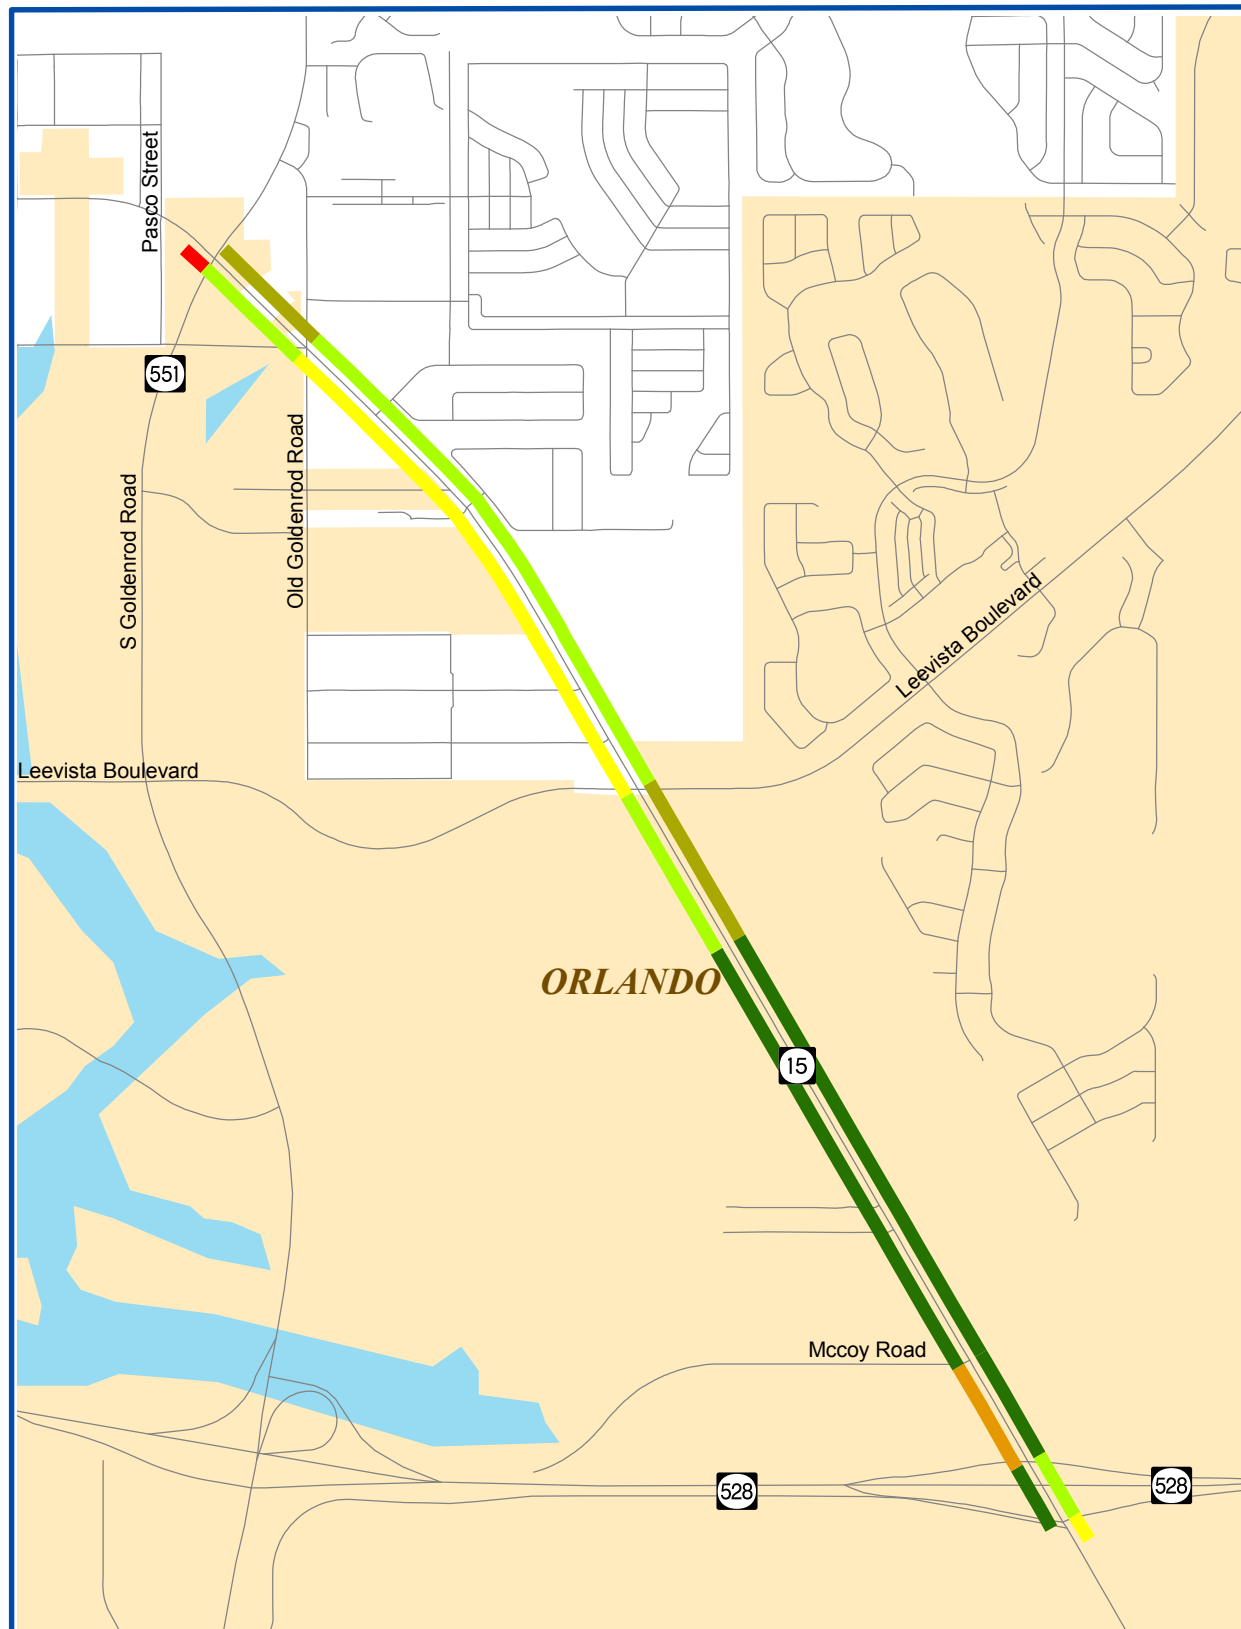 Pasco Street
551
Old Goldenrod Road
S Goldenrod Road
Leevista Boulevard
Leevista Boulevard
ORLANDO
15
Mccoy Road
528
528